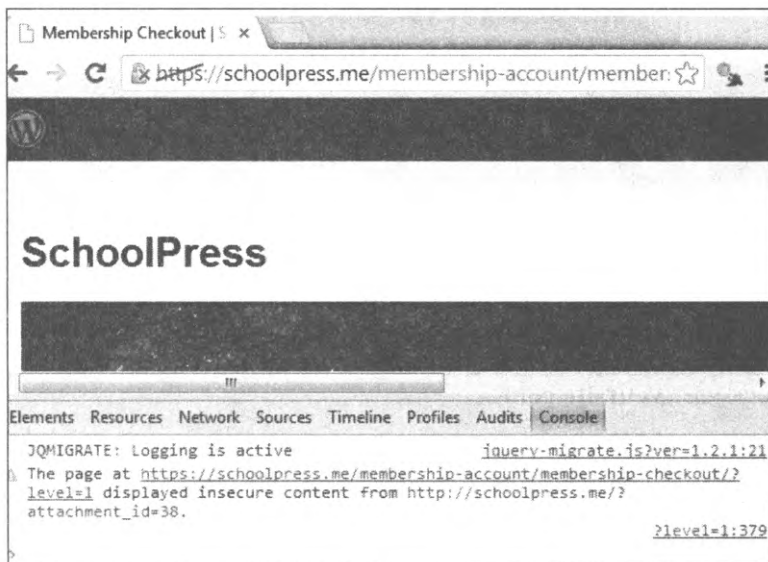 Membership Checkout | S ×
https://schoolpress.me/membership-account/member:
SchoolPress
Elements Resources Network Sources Timeline Profiles Audits Console
JQMIGRATE: Logging is active jquery-migrate.js?ver=1.2.1:21
The page at https://schoolpress.me/membership-account/membership-checkout/?
level=1 displayed insecure content from http://schoolpress.me/?
attachment_id=38.
?level=1:379